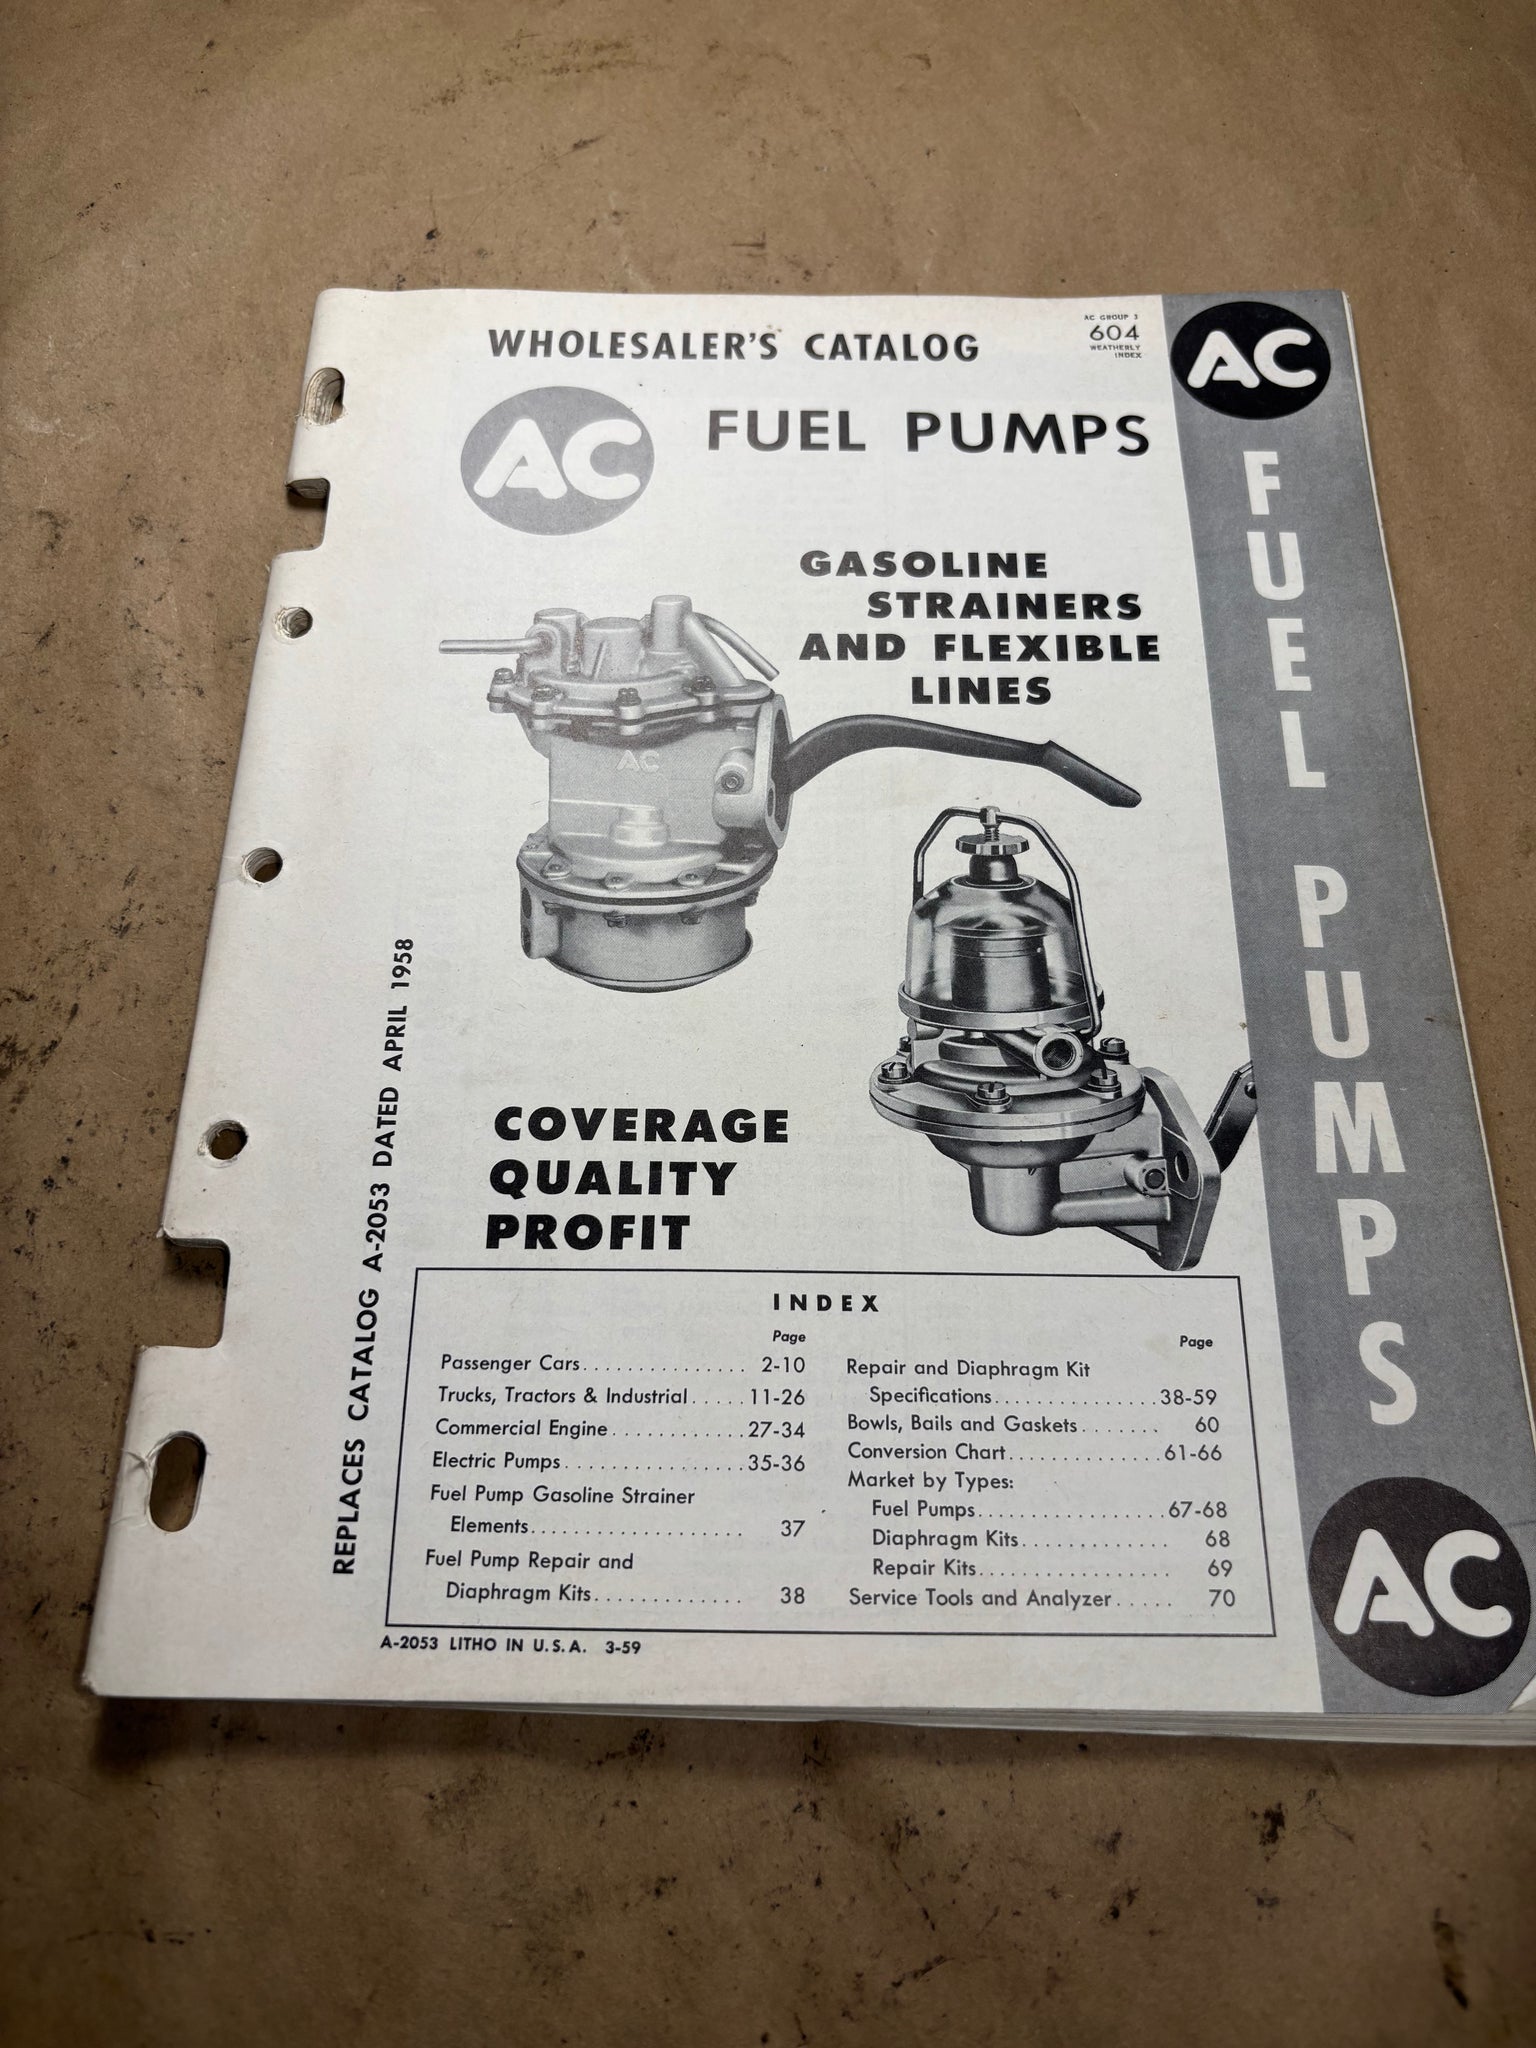 WHOLESALER'S CATALOG
AC GROUP 3
604
WEATHERLY
INDEX
AC
AC
FUEL PUMPS
GASOLINE
STRAINERS
AND FLEXIBLE
LINES
AC
COVERAGE
QUALITY
PROFIT
REPLACES CATALOG A-2053 DATED APRIL 1958
INDEX
Page
Passenger Cars............... 2-10
Trucks, Tractors & Industrial.....11-26
Commercial Engine............27-34
Electric Pumps................35-36
Fuel Pump Gasoline Strainer
Elements................... 37
Fuel Pump Repair and
Diaphragm Kits............. 38
Page
Repair and Diaphragm Kit
Specifications...............38-59
Bowls, Bails and Gaskets....... 60
Conversion Chart.............61-66
Market by Types:
Fuel Pumps.................67-68
Diaphragm Kits............. 68
Repair Kits................. 69
Service Tools and Analyzer..... 70
A-2053 LITHO IN U.S.A. 3-59
FUEL PUMPS
AC